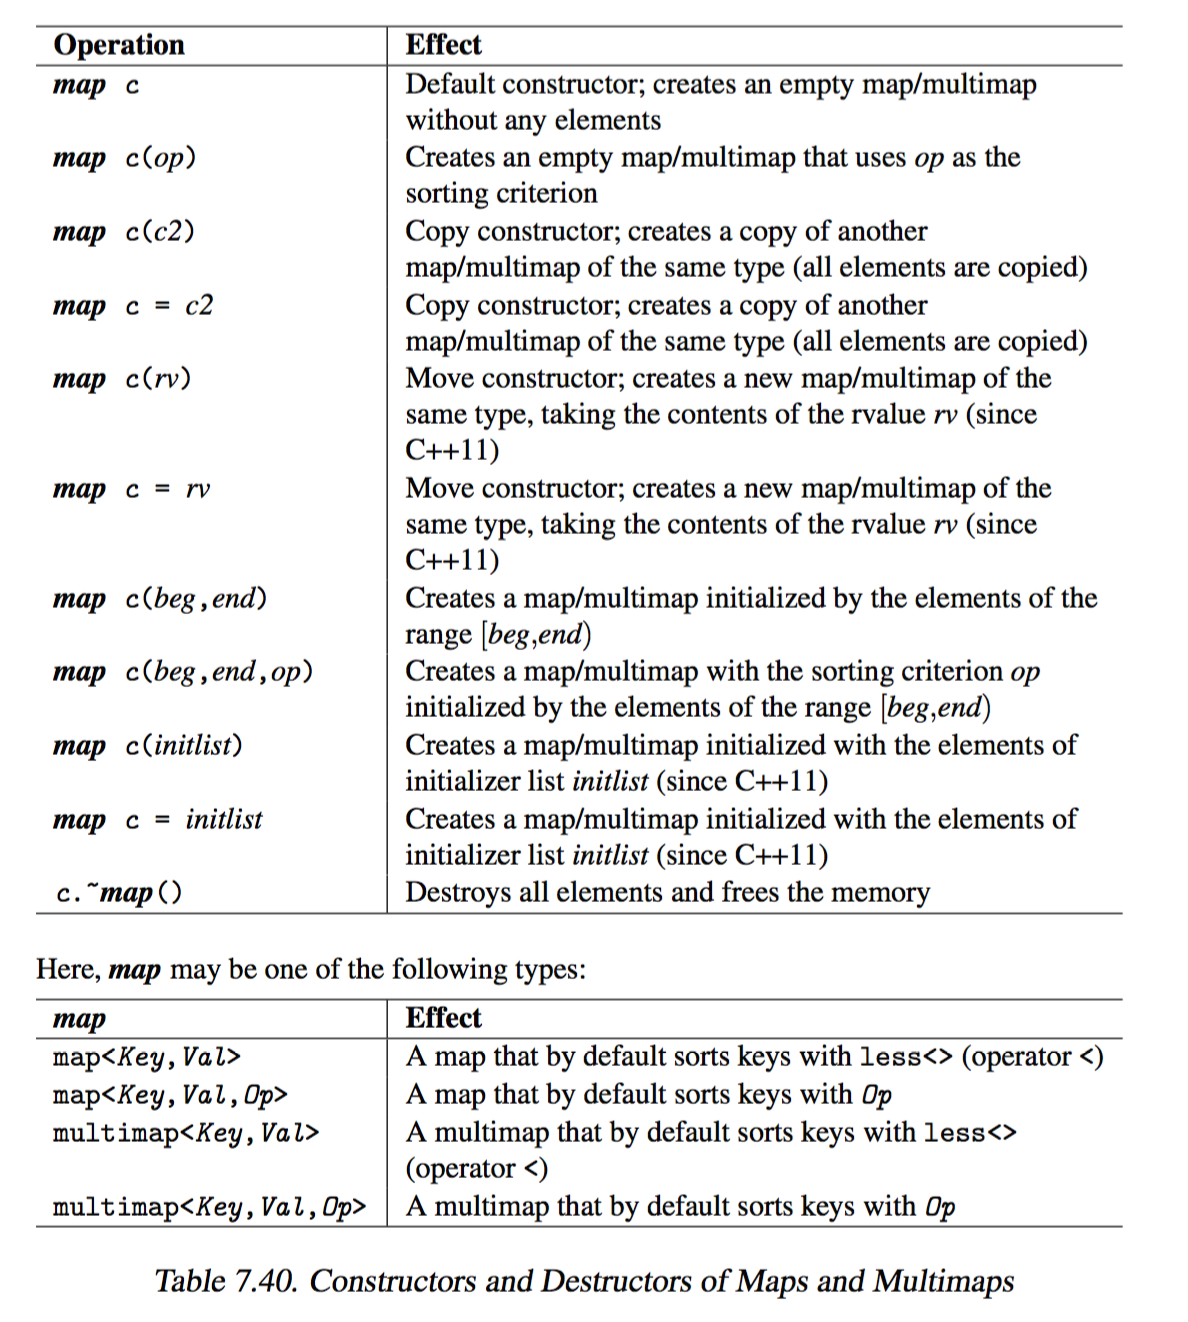 Operation Effect
map c Default constructor; creates an empty map/multimap
without any elements
map c(op) Creates an empty map/multimap that uses op as the
sorting criterion
map c(c2) Copy constructor; creates a copy of another
map/multimap of the same type (all elements are copied)
map c = c2 Copy constructor; creates a copy of another
map/multimap of the same type (all elements are copied)
map c(rv) Move constructor; creates a new map/multimap of the
same type, taking the contents of the rvalue rv (since
C++11)
map c = rv Move constructor; creates a new map/multimap of the
same type, taking the contents of the rvalue rv (since
C++11)
map c(beg,end) Creates a map/multimap initialized by the elements of the
range [beg,end)
map c(beg,end,op) Creates a map/multimap with the sorting criterion op
initialized by the elements of the range [beg,end)
map c(initlist) Creates a map/multimap initialized with the elements of
initializer list initlist (since C++11)
map c = initlist Creates a map/multimap initialized with the elements of
initializer list initlist (since C++11)
c.~map() Destroys all elements and frees the memory
Here, map may be one of the following types:
map Effect
map<Key,Val> A map that by default sorts keys with less<> (operator <)
map<Key,Val,Op> A map that by default sorts keys with Op
multimap<Key,Val> A multimap that by default sorts keys with less<>
(operator <)
multimap<Key,Val,Op> A multimap that by default sorts keys with Op
Table 7.40. Constructors and Destructors of Maps and Multimaps